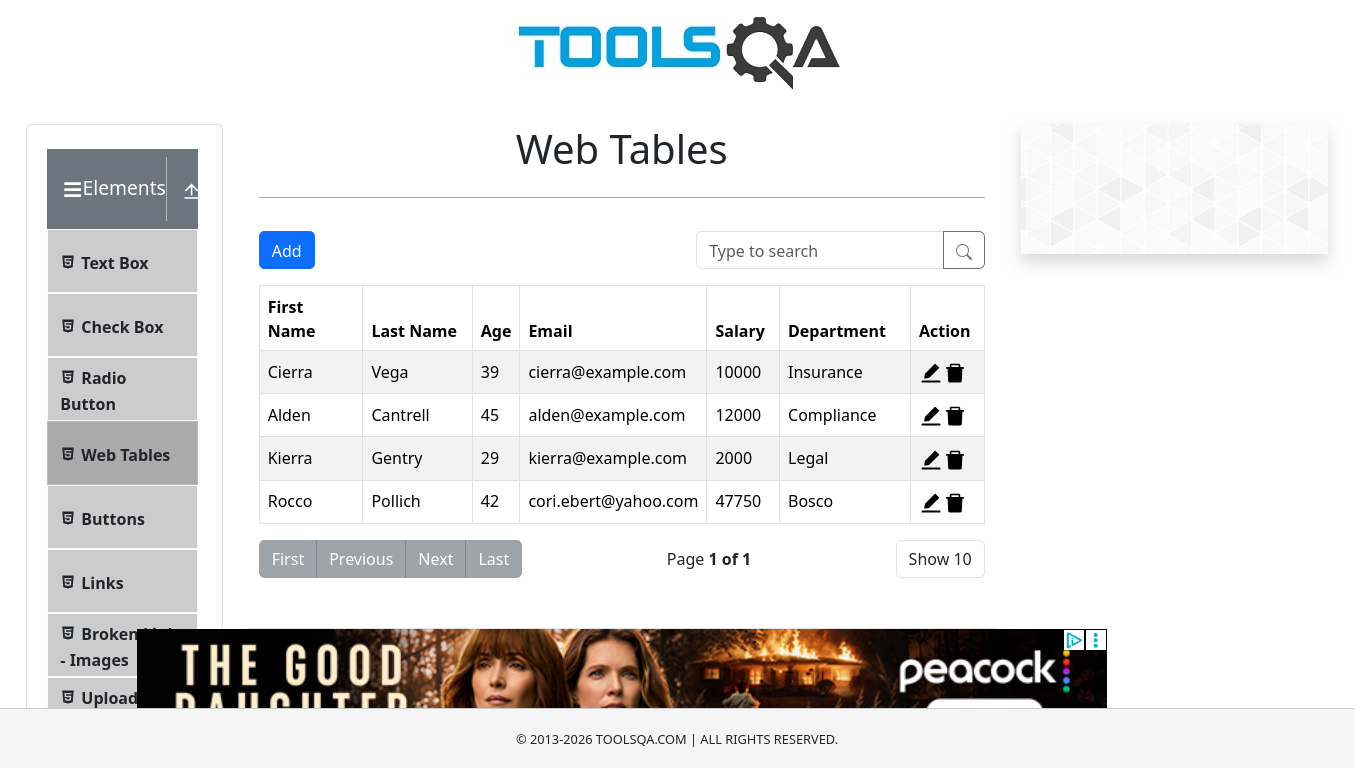 TOOLSQA
Web Tables
Elements
Text Box
Check Box
Radio
Button
Web Tables
Buttons
Links
Broken
- Images
Upload
Add
Type to search
First Name Last Name Age Email Salary Department Action
Cierra Vega 39 cierra@example.com 10000 Insurance
Alden Cantrell 45 alden@example.com 12000 Compliance
Kierra Gentry 29 kierra@example.com 2000 Legal
Rocco Pollich 42 cori.ebert@yahoo.com 47750 Bosco
First Previous Next Last
Page 1 of 1
Show 10
THE GOOD
DAUGHTER
peacock
© 2013-2026 TOOLSQA.COM | ALL RIGHTS RESERVED.